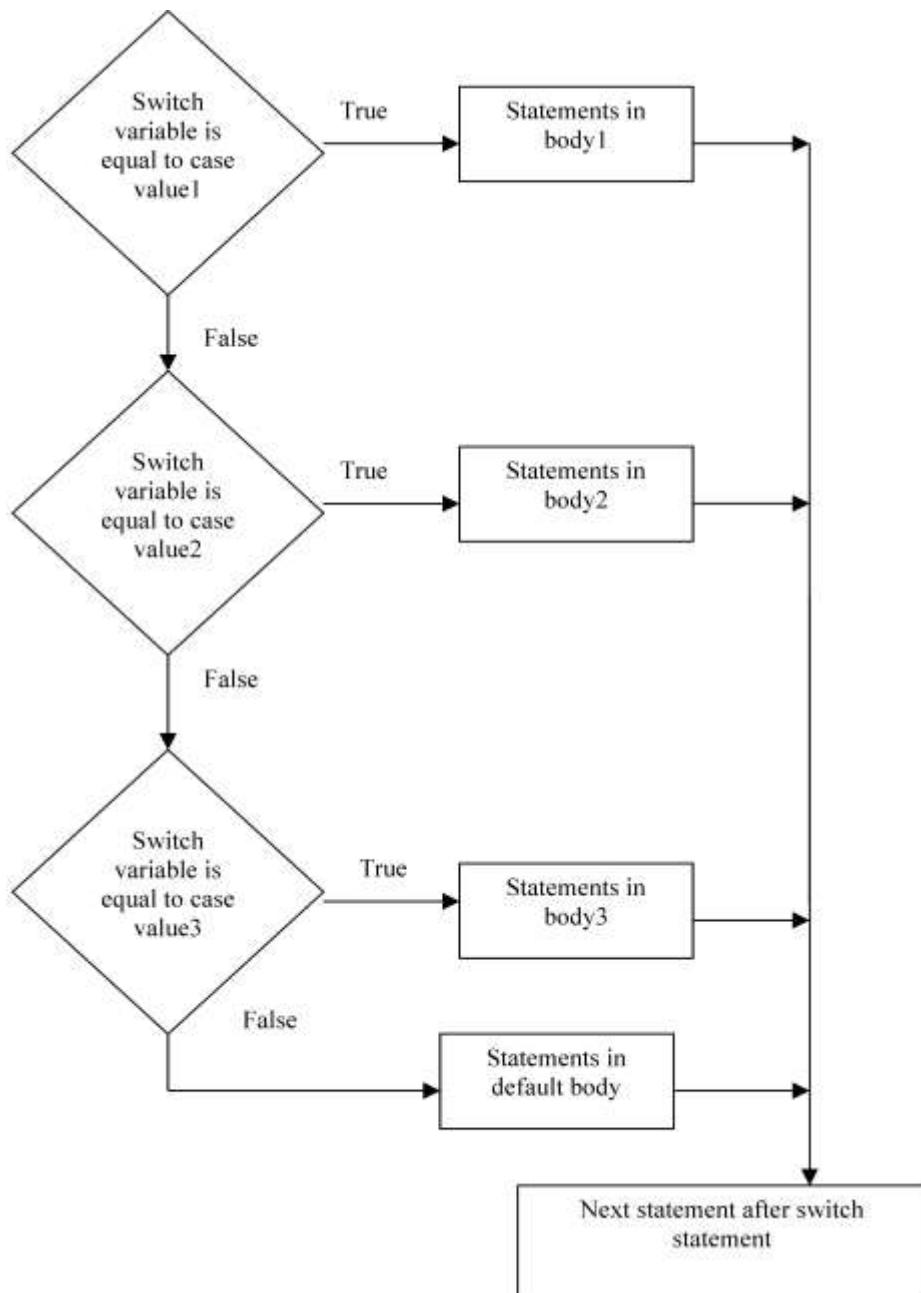 Switch
variable is
equal to case
value1
True
Statements in
body1
False
Switch
variable is
equal to case
value2
True
Statements in
body2
False
Switch
variable is
equal to case
value3
True
Statements in
body3
False
Statements in
default body
Next statement after switch
statement